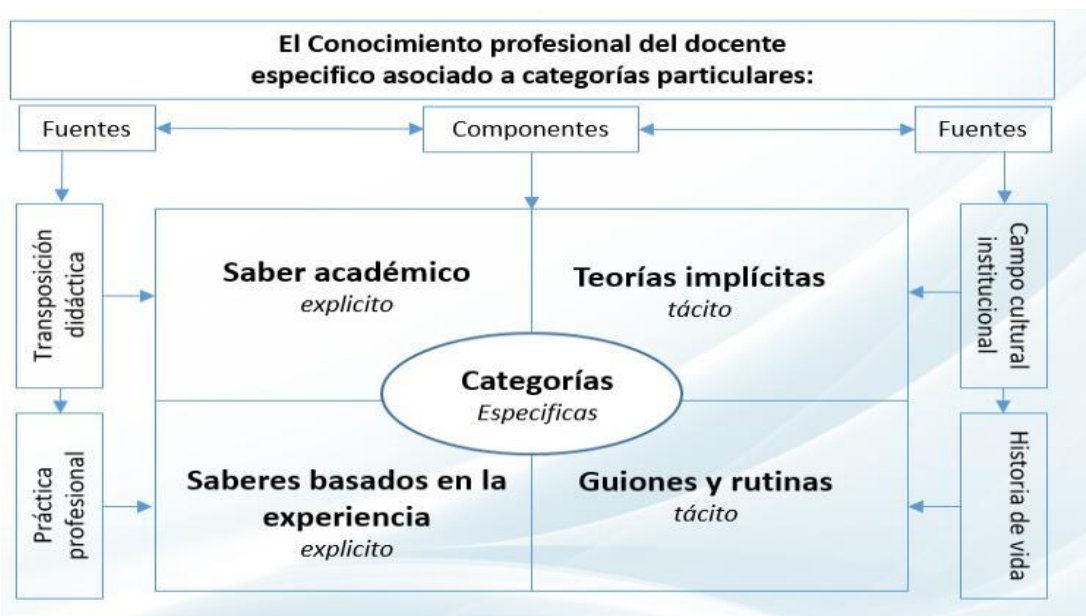 El Conocimiento profesional del docente
especifico asociado a categorías particulares:
Fuentes
Componentes
Fuentes
Transposición
didáctica
Saber académico
explicito
Teorías implícitas
tácito
Campo cultural
institucional
Categorías
Especificas
Práctica
profesional
Saberes basados en la
experiencia
explicito
Guiones y rutinas
tácito
Historia de vida